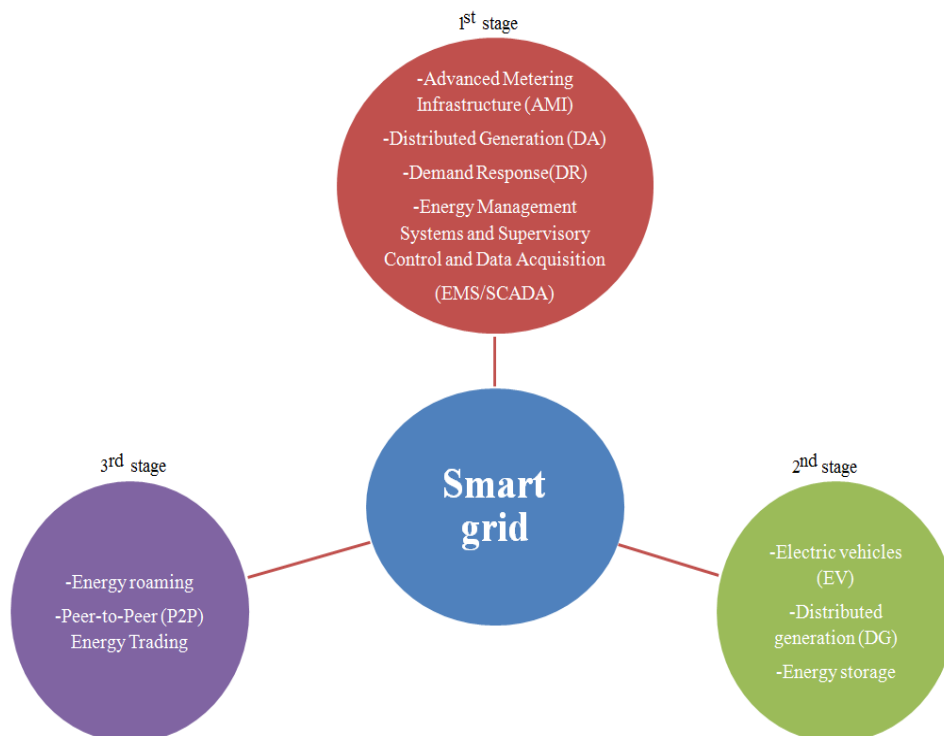 1st stage
-Advanced Metering
Infrastructure (AMI)
-Distributed Generation (DA)
-Demand Response(DR)
-Energy Management
Systems and Supervisory
Control and Data Acquisition
(EMS/SCADA)
Smart
grid
3rd stage
-Energy roaming
-Peer-to-Peer (P2P)
Energy Trading
2nd stage
-Electric vehicles
(EV)
-Distributed
generation (DG)
-Energy storage